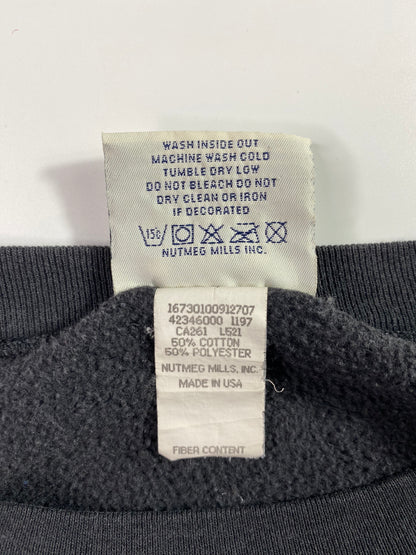 WASH INSIDE OUT
MACHINE WASH COLD
TUMBLE DRY LOW
DO NOT BLEACH DO NOT
DRY CLEAN OR IRON
IF DECORATED
NUTMEG MILLS INC.
16730100912707
42346000 1197
CA261 L521
50% COTTON
50% POLYESTER
NUTMEG MILLS, INC.
MADE IN USA
FIBER CONTENT